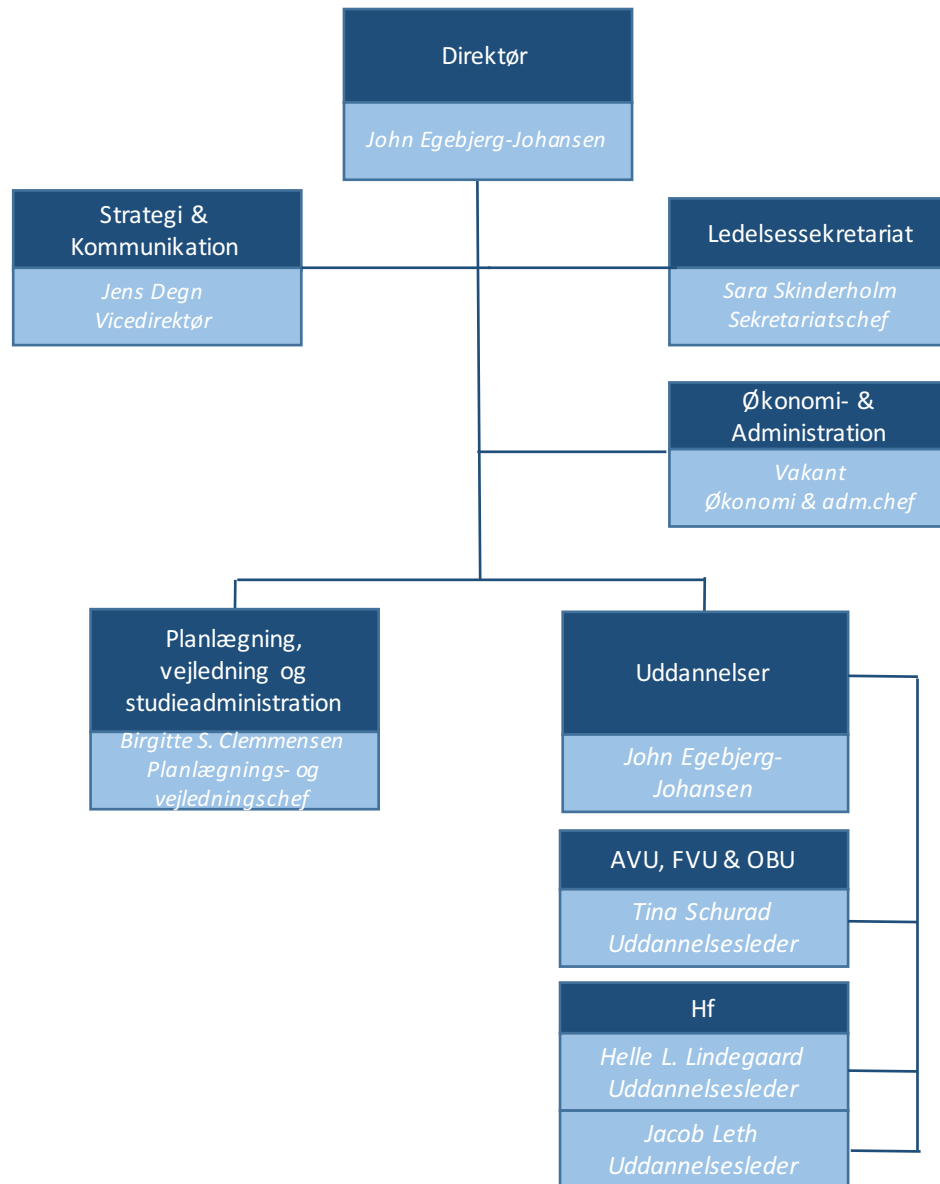 Direktør
John Egebjerg-Johansen
Strategi &
Kommunikation
Jens Degn
Vicedirektør
Ledelsessekretariat
Sara Skinderholm
Sekretariatschef
Økonomi- &
Administration
Vakant
Økonomi & adm.chef
Planlægning,
vejledning og
studieadministration
Birgitte S. Clemmensen
Planlægnings- og
vejledningschef
Uddannelser
John Egebjerg-
Johansen
AVU, FVU & OBU
Tina Schurad
Uddannelsesleder
Hf
Helle L. Lindegaard
Uddannelsesleder
Jacob Leth
Uddannelsesleder